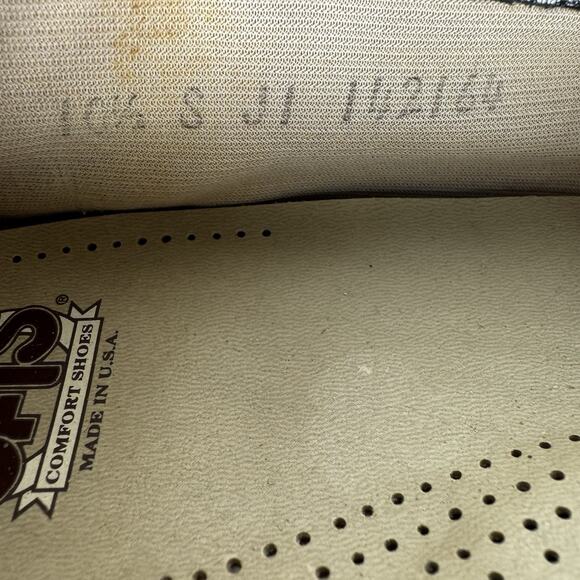 10½ S J1 142164
SAS®
COMFORT SHOES
MADE IN U.S.A.